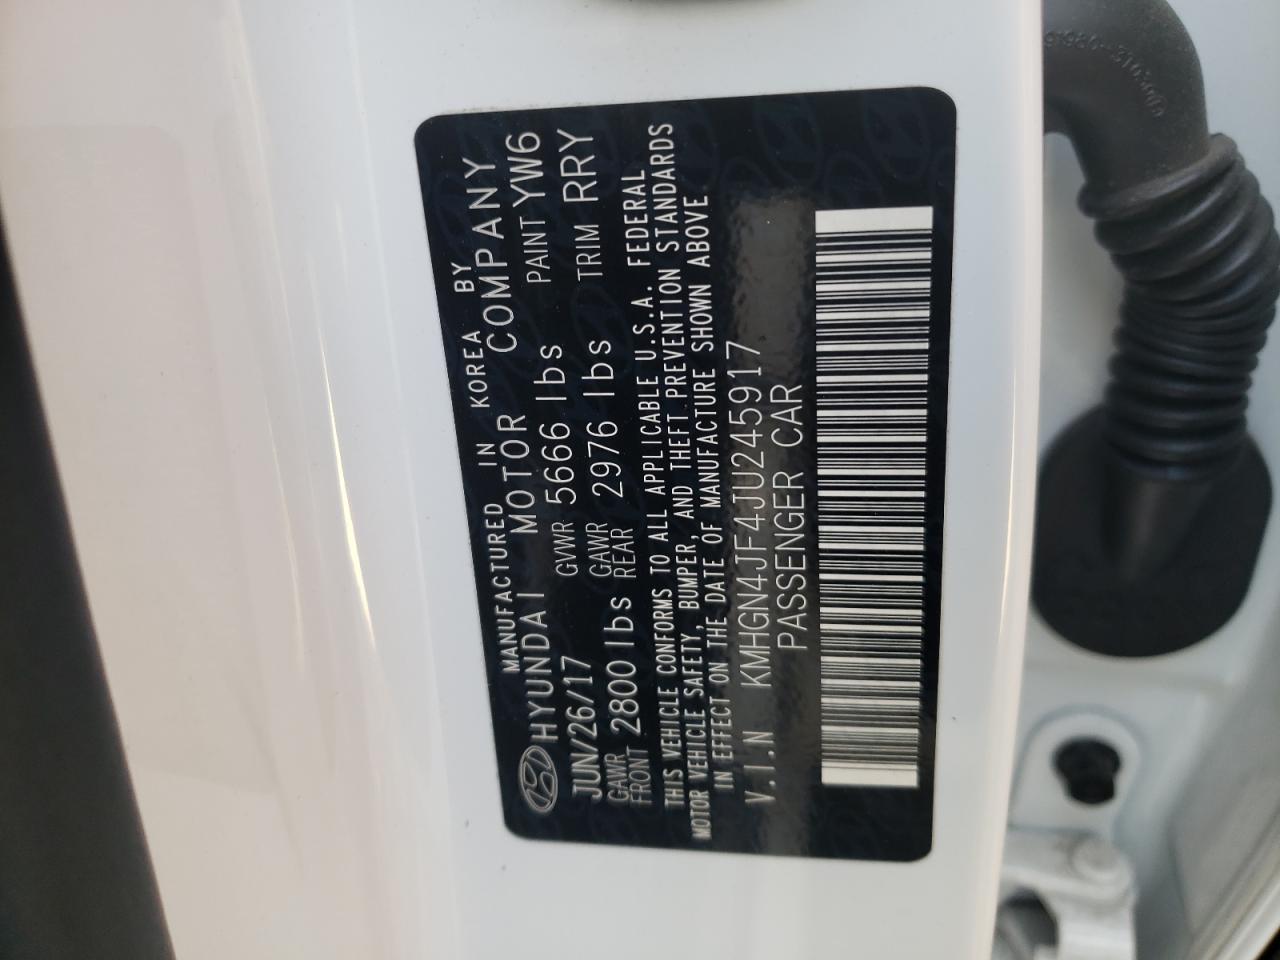 MANUFACTURED IN KOREA BY
HYUNDAI MOTOR COMPANY
JUN/26/17 GVWR 5666 lbs PAINT YW6
GAWR FRONT 2800 lbs GAWR REAR 2976 lbs TRIM RRY
THIS VEHICLE CONFORMS TO ALL APPLICABLE U.S.A. FEDERAL
MOTOR VEHICLE SAFETY, BUMPER, AND THEFT PREVENTION STANDARDS
IN EFFECT ON THE DATE OF MANUFACTURE SHOWN ABOVE.
V.I.N KMHGN4JF4JU245917
PASSENGER CAR